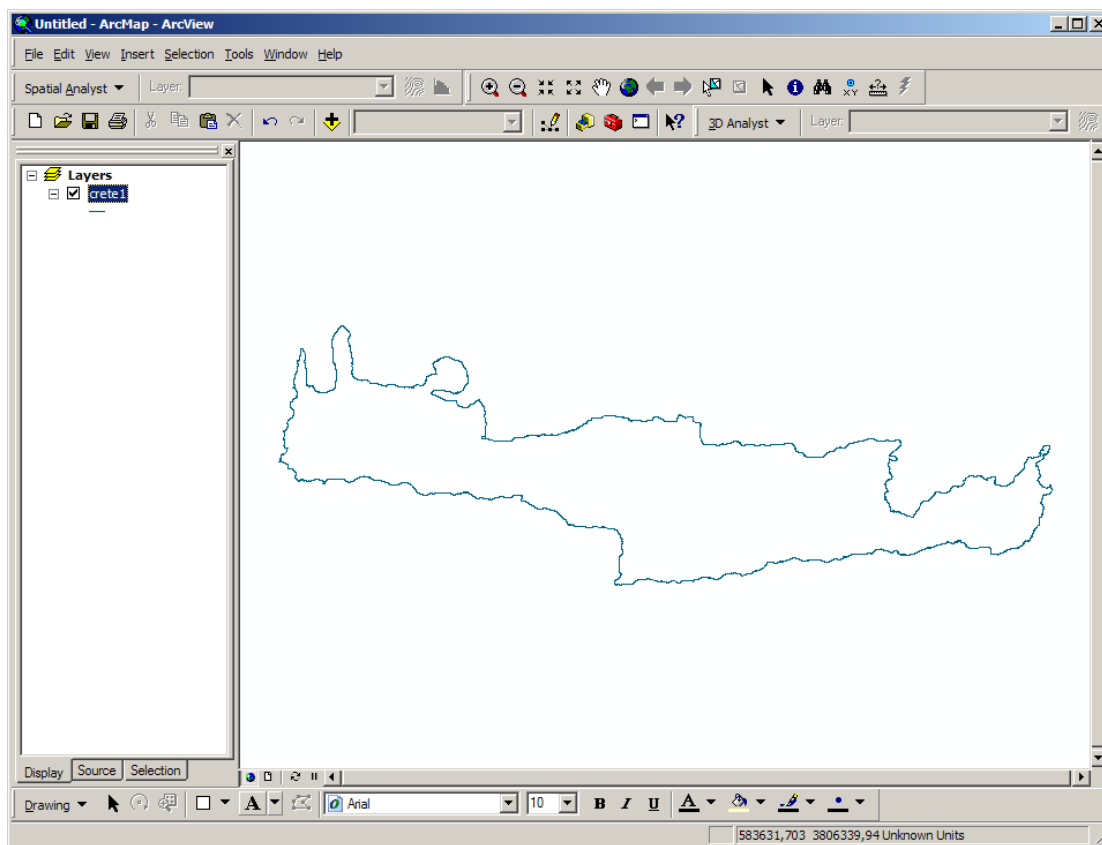 Untitled - ArcMap - ArcView
File Edit View Insert Selection Tools Window Help
Spatial Analyst Layer:
3D Analyst Layer:
Layers
crete1
Display Source Selection
Drawing A Arial 10 B I U A
583631,703 3806339,94 Unknown Units